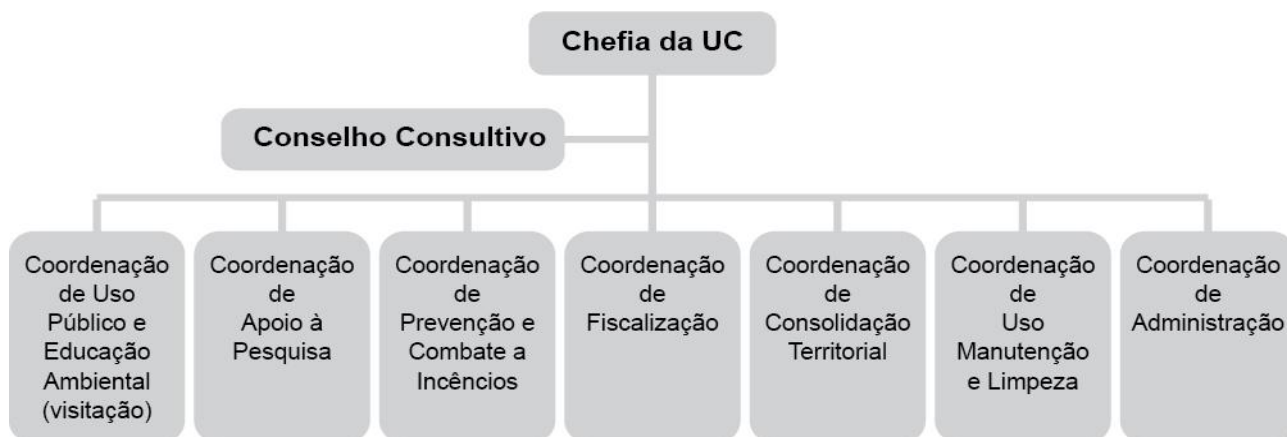 Chefia da UC
Conselho Consultivo
Coordenação
de Uso
Público e
Educação
Ambiental
(visitação)
Coordenação
de
Apoio à
Pesquisa
Coordenação
de
Prevenção e
Combate a
Incêncios
Coordenação
de
Fiscalização
Coordenação
de
Consolidação
Territorial
Coordenação
de
Uso
Manutenção
e Limpeza
Coordenação
de
Administração